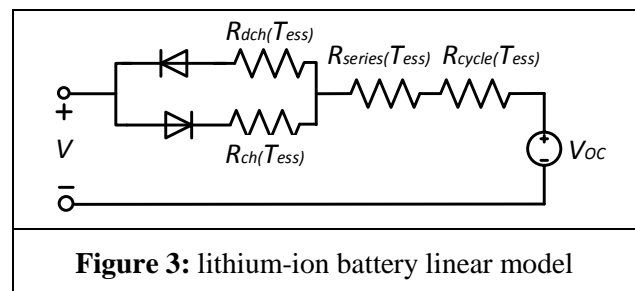 Rdch(Tess)
Rseries(Tess) Rcycle(Tess)
+
V
−
Rch(Tess)
+
-
VOC
Figure 3: lithium-ion battery linear model